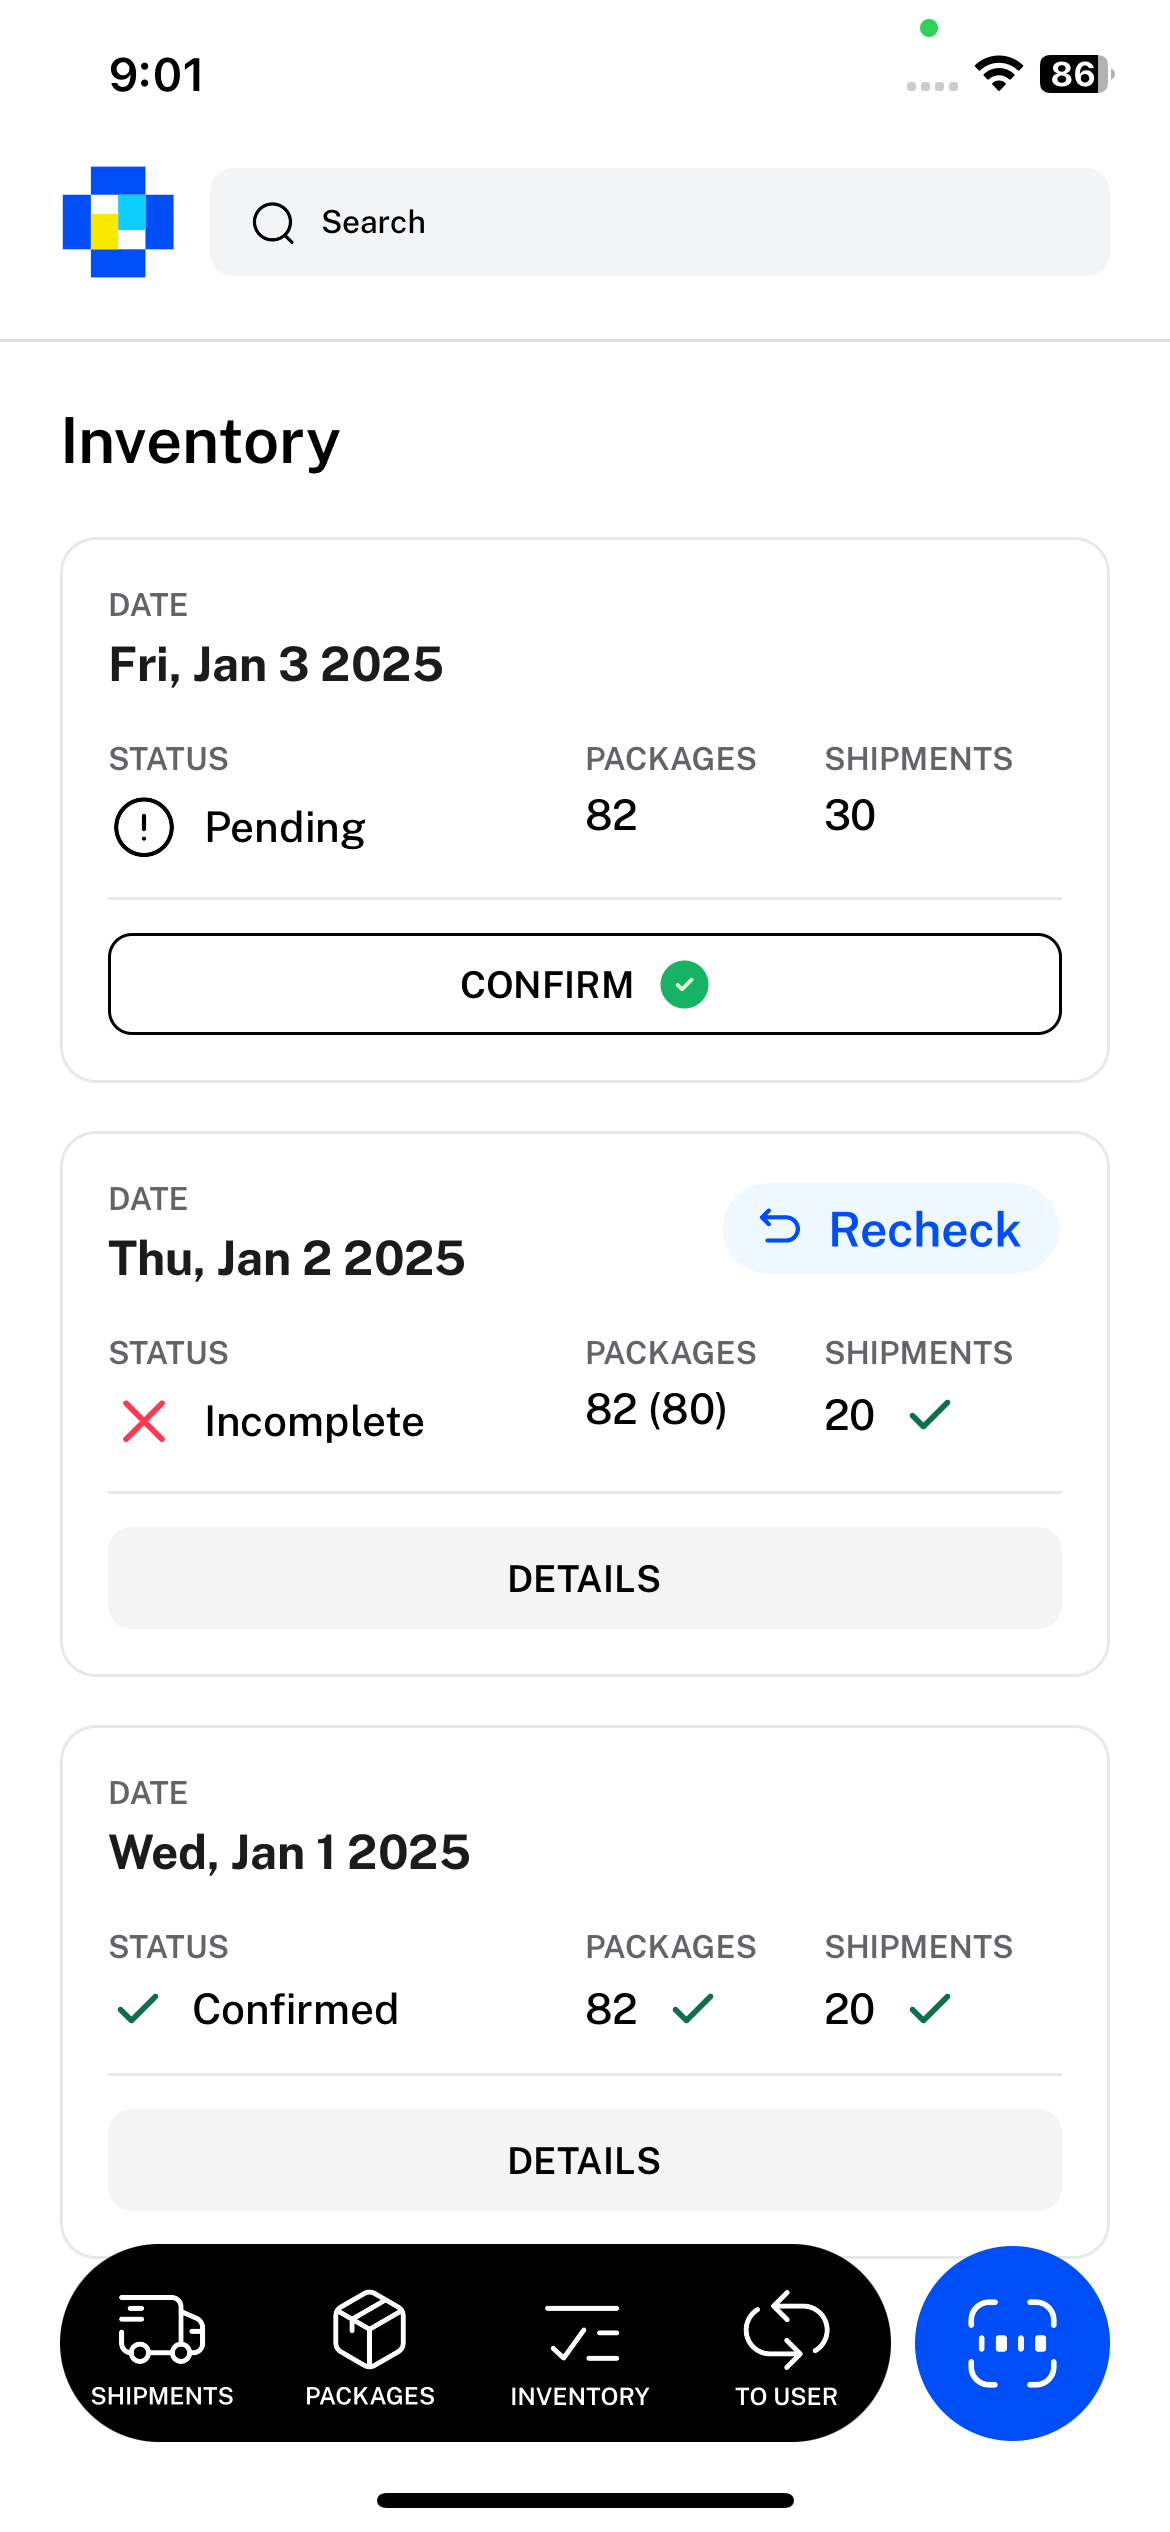 9:01
86
Search
Inventory
DATE
Fri, Jan 3 2025
STATUS PACKAGES SHIPMENTS
Pending 82 30
CONFIRM
DATE
Thu, Jan 2 2025
Recheck
STATUS PACKAGES SHIPMENTS
Incomplete 82 (80) 20
DETAILS
DATE
Wed, Jan 1 2025
STATUS PACKAGES SHIPMENTS
Confirmed 82 20
DETAILS
SHIPMENTS PACKAGES INVENTORY TO USER